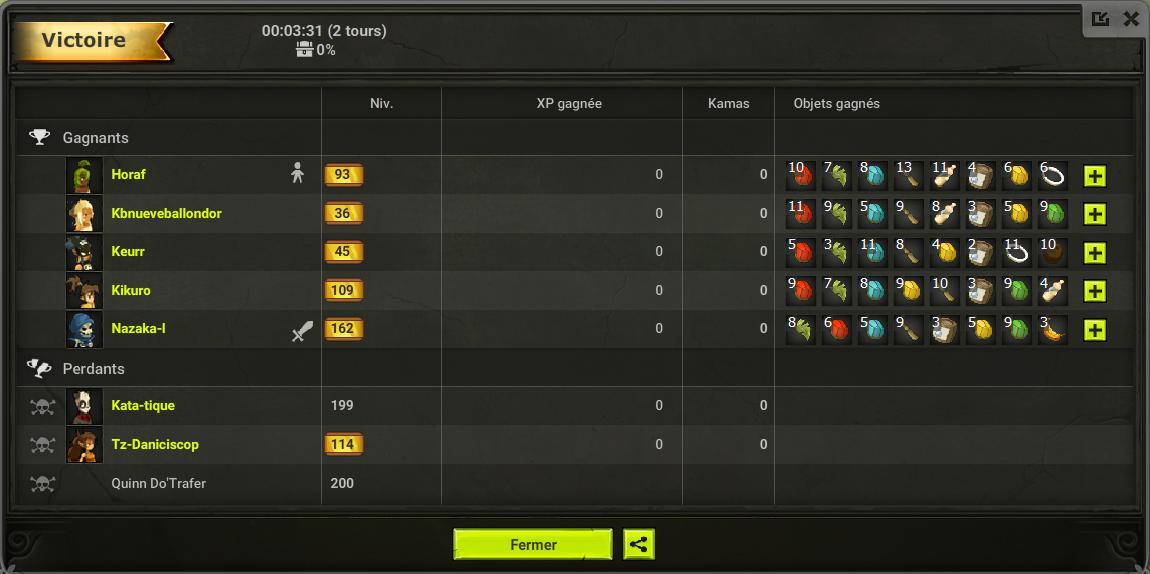 Victoire
00:03:31 (2 tours)
0%
Niv. XP gagnée Kamas Objets gagnés
Gagnants
Horaf 93 0 0 10 7 8 13 11 4 6 6
Kbnueveballondor 36 0 0 11 9 5 9 8 3 5 9
Keurr 45 0 0 5 3 11 8 4 2 11 10
Kikuro 109 0 0 9 7 8 9 10 3 9 4
Nazaka-I 162 0 0 8 6 5 9 3 5 9 3
Perdants
Kata-tique 199 0 0
Tz-Daniciscop 114 0 0
Quinn Do'Trafer 200
Fermer